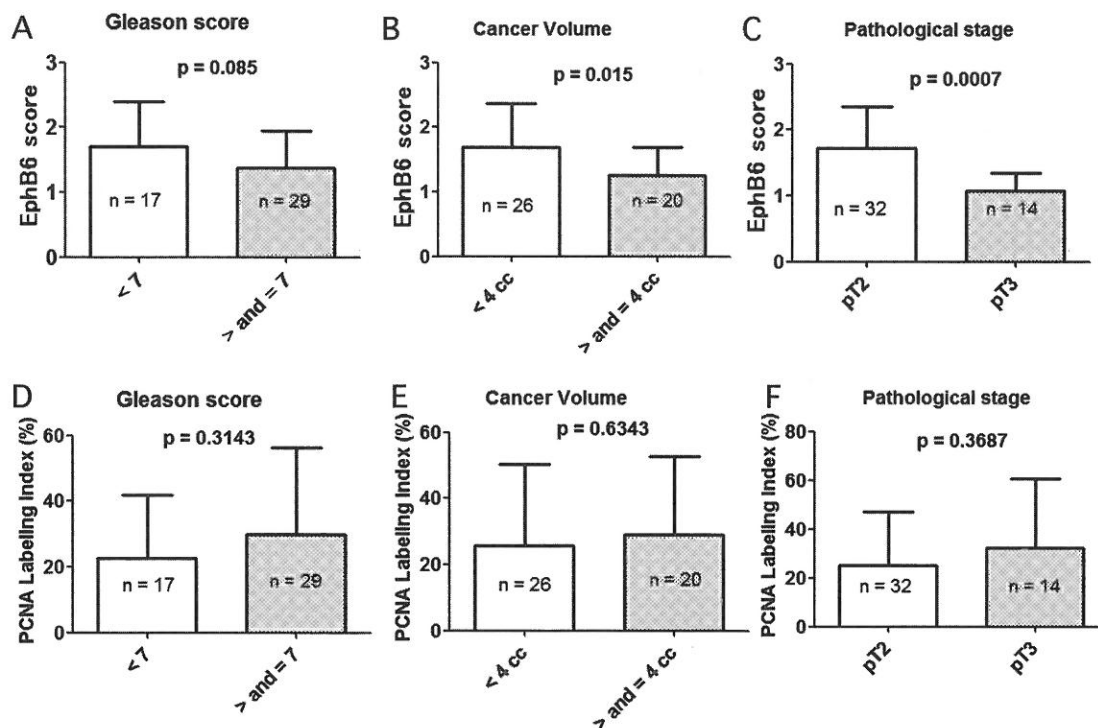 A
Gleason score
p = 0.085
EphB6 score
3
2
1
0
n = 17
n = 29
< 7
> and = 7
B
Cancer Volume
p = 0.015
EphB6 score
3
2
1
0
n = 26
n = 20
< 4 cc
> and = 4 cc
C
Pathological stage
p = 0.0007
EphB6 score
3
2
1
0
n = 32
n = 14
pT2
pT3
D
Gleason score
p = 0.3143
PCNA Labeling Index (%)
60
40
20
0
n = 17
n = 29
< 7
> and = 7
E
Cancer Volume
p = 0.6343
PCNA Labeling Index (%)
60
40
20
0
n = 26
n = 20
< 4 cc
> and = 4 cc
F
Pathological stage
p = 0.3687
PCNA Labeling Index (%)
80
60
40
20
0
n = 32
n = 14
pT2
pT3